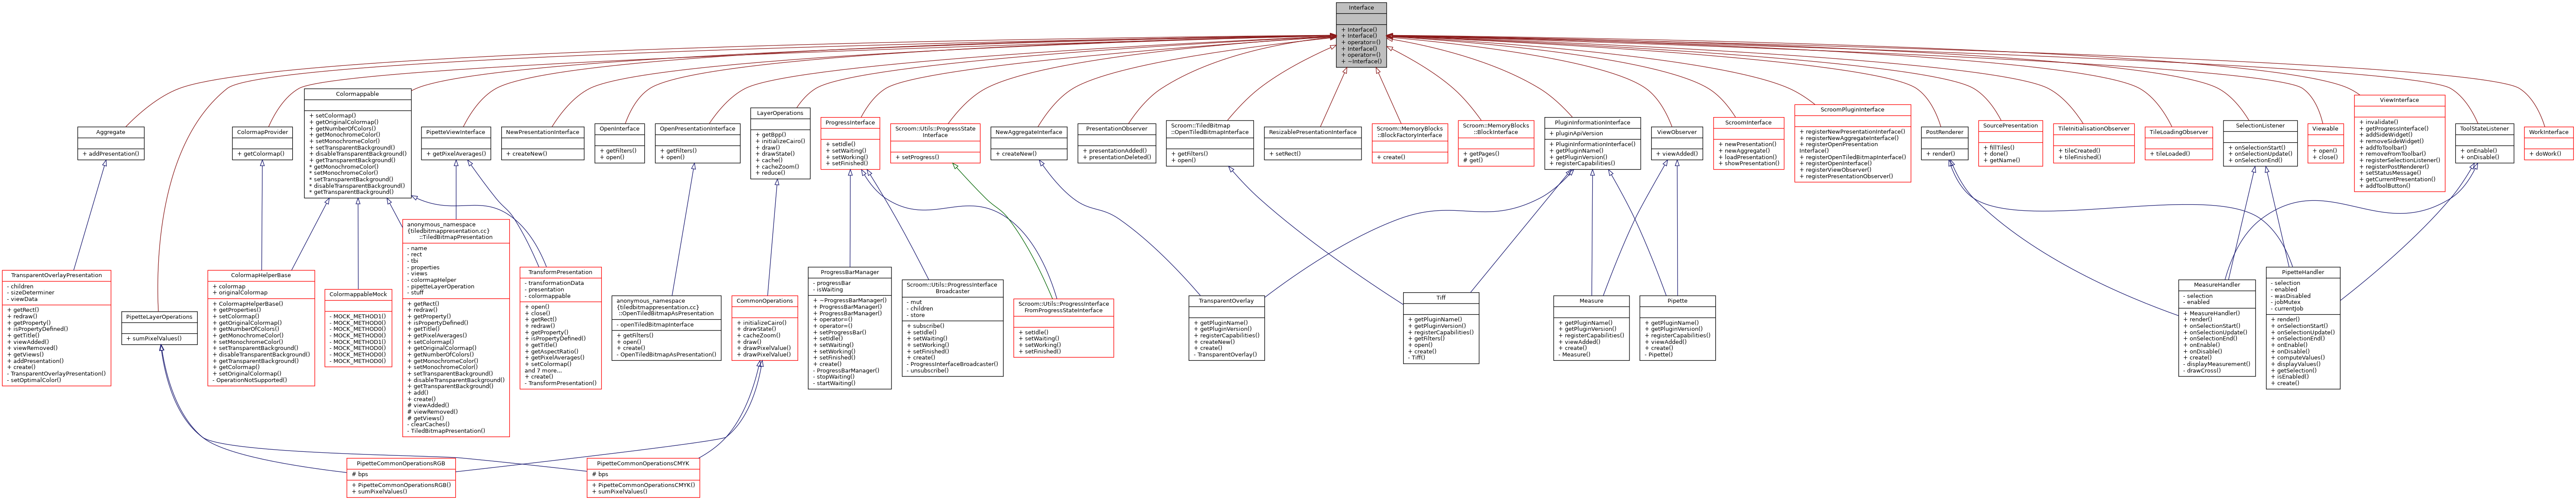 Interface
+ Interface()
+ Interface()
+ operator=()
+ Interface()
+ operator=()
+ ~Interface()
Aggregate
+ addPresentation()
ColormapProvider
+ getColormap()
Colormappable
+ setColormap()
+ getOriginalColormap()
+ getNumberOfColors()
+ getMonochromeColor()
+ setMonochromeColor()
+ setTransparentBackground()
+ disableTransparentBackground()
* getTransparentBackground()
* getMonochromeColor()
* setMonochromeColor()
* setTransparentBackground()
* disableTransparentBackground()
* getTransparentBackground()
PipetteViewInterface
+ getPixelAverages()
NewPresentationInterface
+ createNew()
OpenInterface
+ getFilters()
+ open()
OpenPresentationInterface
+ getFilters()
+ open()
LayerOperations
+ getBpp()
+ initializeCairo()
+ draw()
+ drawState()
+ cache()
+ cacheZoom()
+ reduce()
ProgressInterface
+ setIdle()
+ setWaiting()
+ setWorking()
+ setFinished()
Scroom::Utils::ProgressState
Interface
+ setProgress()
NewAggregateInterface
+ createNew()
PresentationObserver
+ presentationAdded()
+ presentationDeleted()
Scroom::TiledBitmap
::OpenTiledBitmapInterface
+ getFilters()
+ open()
ResizablePresentationInterface
+ setRect()
Scroom::MemoryBlocks
::BlockFactoryInterface
+ create()
Scroom::MemoryBlocks
::BlockInterface
+ getPages()
# get()
PluginInformationInterface
+ pluginApiVersion
+ PluginInformationInterface()
+ getPluginName()
+ getPluginVersion()
+ registerCapabilities()
ViewObserver
+ viewAdded()
ScroomInterface
+ newPresentation()
+ newAggregate()
+ loadPresentation()
+ showPresentation()
ScroomPluginInterface
+ registerNewPresentationInterface()
+ registerNewAggregateInterface()
+ registerOpenPresentation
Interface()
+ registerOpenTiledBitmapInterface()
+ registerOpenInterface()
+ registerViewObserver()
+ registerPresentationObserver()
PostRenderer
+ render()
SourcePresentation
+ fillTiles()
+ done()
+ getName()
TileInitialisationObserver
+ tileCreated()
+ tileFinished()
TileLoadingObserver
+ tileLoaded()
SelectionListener
+ onSelectionStart()
+ onSelectionUpdate()
+ onSelectionEnd()
Viewable
+ open()
+ close()
ViewInterface
+ invalidate()
+ getProgressInterface()
+ addSideWidget()
+ removeSideWidget()
+ addToToolbar()
+ removeFromToolbar()
+ registerSelectionListener()
+ registerPostRenderer()
+ setStatusMessage()
+ getCurrentPresentation()
+ addToolButton()
ToolStateListener
+ onEnable()
+ onDisable()
WorkInterface
+ doWork()
TransparentOverlayPresentation
- children
- sizeDeterminer
- viewData
+ getRect()
+ redraw()
+ getProperty()
+ isPropertyDefined()
+ getTitle()
+ viewAdded()
+ viewRemoved()
+ getViews()
+ addPresentation()
+ create()
- TransparentOverlayPresentation()
- setOptimalColor()
PipetteLayerOperations
+ sumPixelValues()
ColormapHelperBase
+ colormap
+ originalColormap
+ ColormapHelperBase()
+ getProperties()
+ setColormap()
+ getOriginalColormap()
+ getNumberOfColors()
+ getMonochromeColor()
+ setMonochromeColor()
+ setTransparentBackground()
+ disableTransparentBackground()
+ getTransparentBackground()
+ getColormap()
+ setOriginalColormap()
- OperationNotSupported()
ColormappableMock
- MOCK_METHOD1()
- MOCK_METHOD0()
- MOCK_METHOD0()
- MOCK_METHOD0()
- MOCK_METHOD1()
- MOCK_METHOD1()
- MOCK_METHOD0()
- MOCK_METHOD0()
anonymous_namespace
{tiledbitmappresentation.cc}
::TiledBitmapPresentation
- name
- rect
- tbi
- properties
- views
- colormapHelper
- pipetteLayerOperation
- stuff
+ getRect()
+ redraw()
+ getProperty()
+ isPropertyDefined()
+ getTitle()
+ getPixelAverages()
+ setColormap()
+ getOriginalColormap()
+ getNumberOfColors()
+ getMonochromeColor()
+ setMonochromeColor()
+ setTransparentBackground()
+ disableTransparentBackground()
+ getTransparentBackground()
+ add()
+ create()
# viewAdded()
# viewRemoved()
# getViews()
- clearCaches()
- TiledBitmapPresentation()
TransformPresentation
- transformationData
- presentation
- colormappable
+ open()
+ close()
+ getRect()
+ redraw()
+ getProperty()
+ isPropertyDefined()
+ getTitle()
+ getAspectRatio()
+ getPixelAverages()
+ setColormap()
and 7 more...
+ create()
- TransformPresentation()
anonymous_namespace
{tiledbitmappresentation.cc}
::OpenTiledBitmapAsPresentation
- openTiledBitmapInterface
+ getFilters()
+ open()
+ create()
- OpenTiledBitmapAsPresentation()
CommonOperations
+ initializeCairo()
+ drawState()
+ cacheZoom()
+ draw()
+ drawPixelValue()
+ drawPixelValue()
ProgressBarManager
- progressBar
- isWaiting
+ ~ProgressBarManager()
+ ProgressBarManager()
+ ProgressBarManager()
+ operator=()
+ operator=()
+ setProgressBar()
+ setIdle()
+ setWaiting()
+ setWorking()
+ setFinished()
+ create()
- ProgressBarManager()
- stopWaiting()
- startWaiting()
Scroom::Utils::ProgressInterface
Broadcaster
- mut
- children
- store
+ subscribe()
+ setIdle()
+ setWaiting()
+ setWorking()
+ setFinished()
+ create()
- ProgressInterfaceBroadcaster()
- unsubscribe()
Scroom::Utils::ProgressInterface
FromProgressStateInterface
+ setIdle()
+ setWaiting()
+ setWorking()
+ setFinished()
TransparentOverlay
+ getPluginName()
+ getPluginVersion()
+ registerCapabilities()
+ createNew()
+ create()
- TransparentOverlay()
Tiff
+ getPluginName()
+ getPluginVersion()
+ registerCapabilities()
+ getFilters()
+ open()
+ create()
- Tiff()
Measure
+ getPluginName()
+ getPluginVersion()
+ registerCapabilities()
+ viewAdded()
+ create()
- Measure()
Pipette
+ getPluginName()
+ getPluginVersion()
+ registerCapabilities()
+ viewAdded()
+ create()
- Pipette()
MeasureHandler
- selection
- enabled
+ MeasureHandler()
+ render()
+ onSelectionStart()
+ onSelectionUpdate()
+ onSelectionEnd()
+ onEnable()
+ onDisable()
+ create()
- displayMeasurement()
- drawCross()
PipetteHandler
- selection
- enabled
- wasDisabled
- jobMutex
- currentJob
+ render()
+ onSelectionStart()
+ onSelectionUpdate()
+ onSelectionEnd()
+ onEnable()
+ onDisable()
+ computeValues()
+ displayValues()
+ getSelection()
+ isEnabled()
+ create()
PipetteCommonOperationsRGB
# bps
+ PipetteCommonOperationsRGB()
+ sumPixelValues()
PipetteCommonOperationsCMYK
# bps
+ PipetteCommonOperationsCMYK()
+ sumPixelValues()